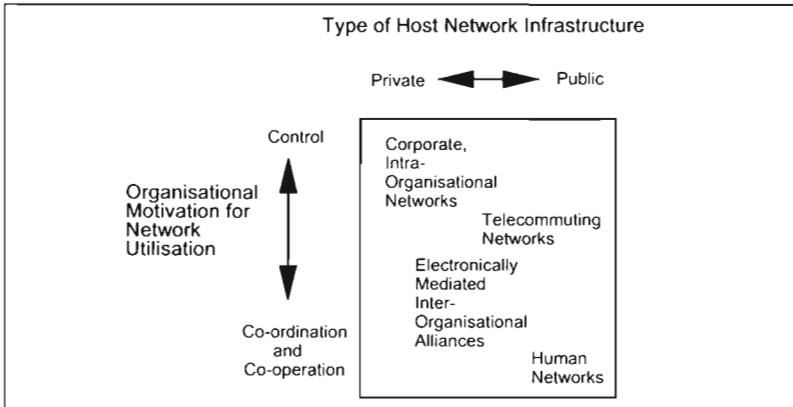 Type of Host Network Infrastructure
Private
Public
Control
Organisational
Motivation for
Network
Utilisation
Co-ordination
and
Co-operation
Corporate,
Intra-
Organisational
Networks
Telecommuting
Networks
Electronically
Mediated
Inter-
Organisational
Alliances
Human
Networks